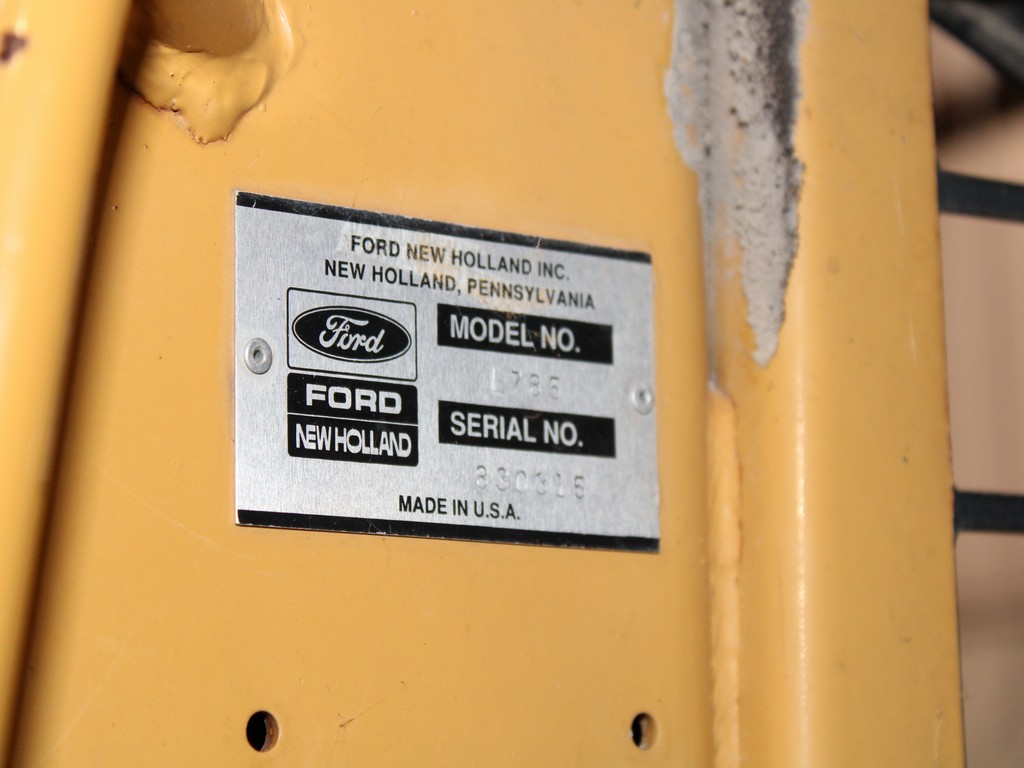 FORD NEW HOLLAND INC.
NEW HOLLAND, PENNSYLVANIA
Ford
FORD
NEW HOLLAND
MODEL NO.
L785
SERIAL NO.
830315
MADE IN U.S.A.